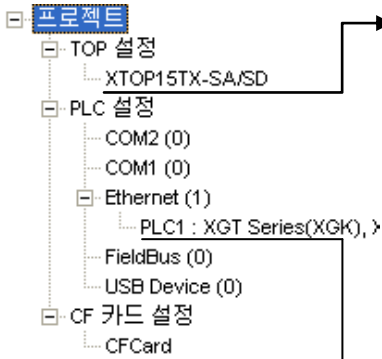 프로젝트
TOP 설정
XTOP15TX-SA/SD
PLC 설정
COM2 (0)
COM1 (0)
Ethernet (1)
PLC1 : XGT Series(XGK), X
FieldBus (0)
USB Device (0)
CF 카드 설정
CFCard